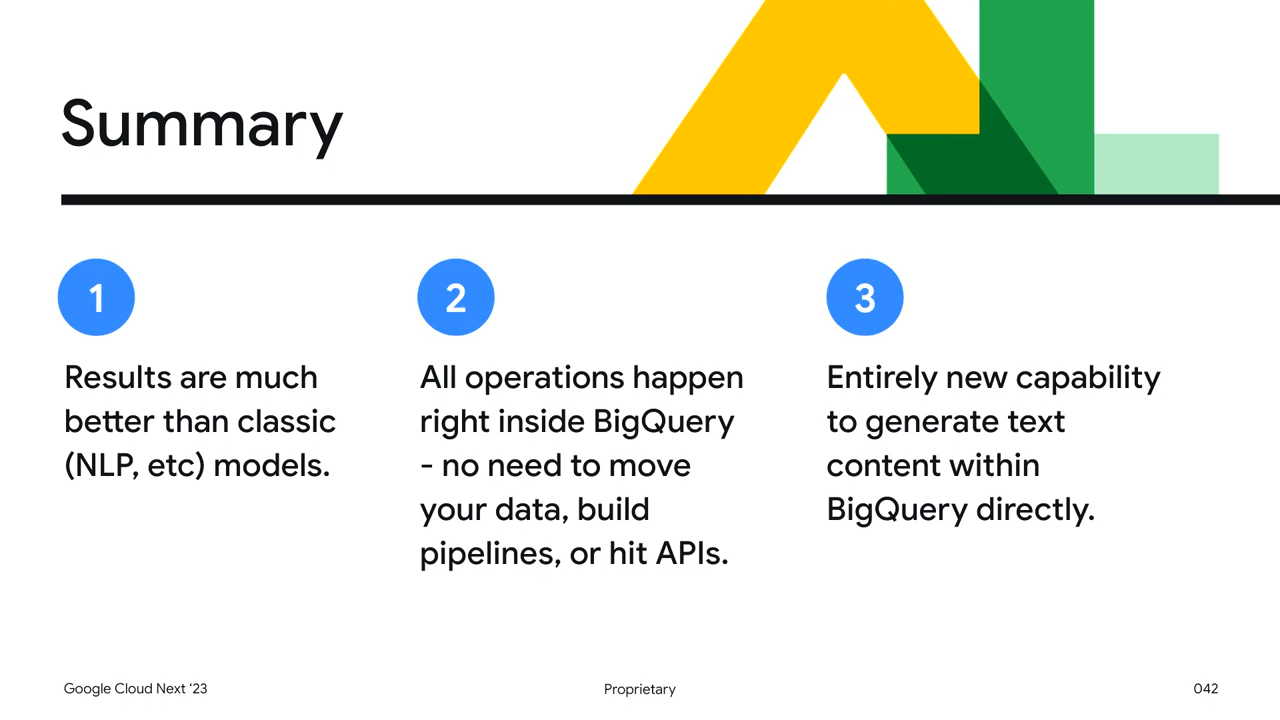 Summary
1
Results are much
better than classic
(NLP, etc) models.
2
All operations happen
right inside BigQuery
- no need to move
your data, build
pipelines, or hit APIs.
3
Entirely new capability
to generate text
content within
BigQuery directly.
Google Cloud Next ‘23
Proprietary
042